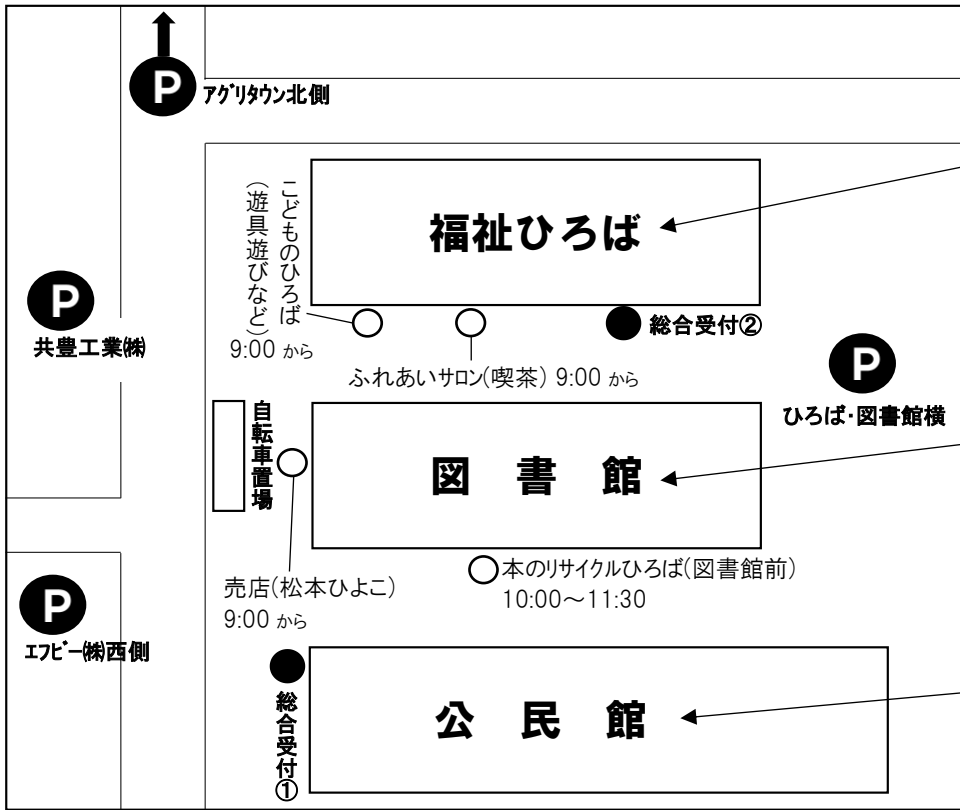 P
アグリタウン北側
福祉ひろば
こどものひろば
(遊具遊びなど)
9:00 から
総合受付②
ふれあいサロン(喫茶) 9:00 から
P
共豊工業㈱
P
ひろば・図書館横
自転車置場
図書館
売店(松本ひよこ)
9:00 から
本のリサイクルひろば(図書館前)
10:00～11:30
P
エフビー㈱西側
総合受付①
公民館